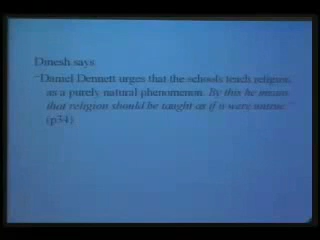 Dinesh says
"Daniel Dennett urges that the schools teach religion
as a purely natural phenomenon. By this he means
that religion should be taught as if it were untrue."
(p34)